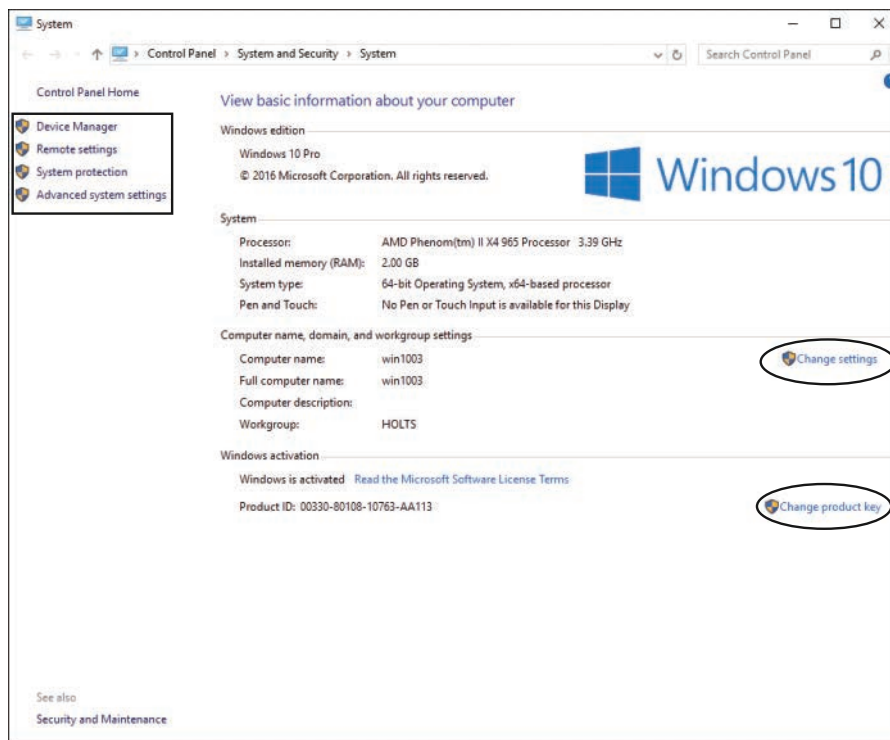 System
Control Panel > System and Security > System
Search Control Panel
Control Panel Home
Device Manager
Remote settings
System protection
Advanced system settings
View basic information about your computer
Windows edition
Windows 10 Pro
© 2016 Microsoft Corporation. All rights reserved.
Windows 10
System
Processor: AMD Phenom(tm) II X4 965 Processor 3.39 GHz
Installed memory (RAM): 2.00 GB
System type: 64-bit Operating System, x64-based processor
Pen and Touch: No Pen or Touch Input is available for this Display
Computer name, domain, and workgroup settings
Computer name: win1003
Change settings
Full computer name: win1003
Computer description:
Workgroup: HOLTS
Windows activation
Windows is activated Read the Microsoft Software License Terms
Product ID: 00330-80108-10763-AA113
Change product key
See also
Security and Maintenance